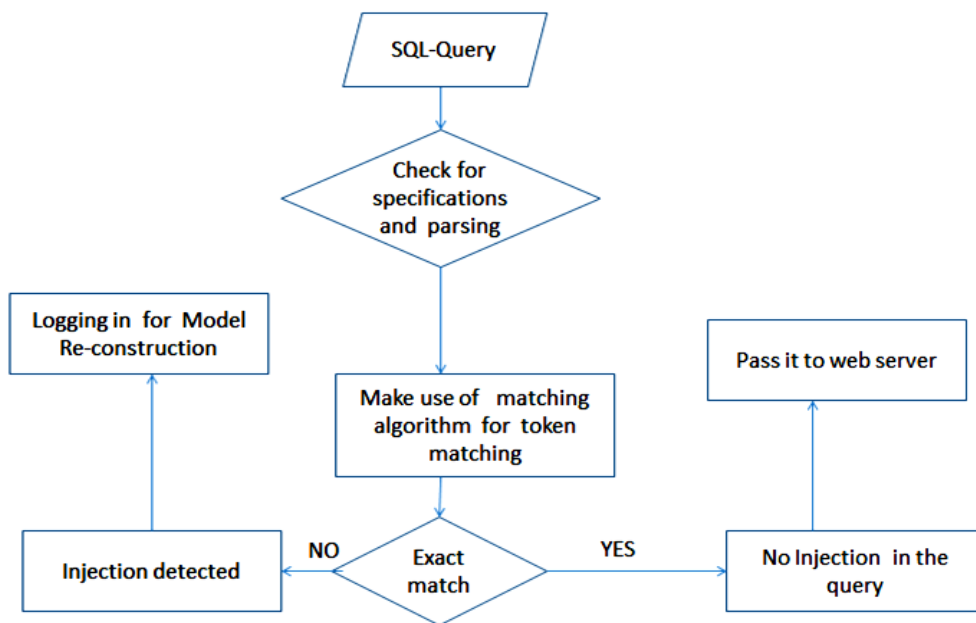 SQL-Query
Check for
specifications
and parsing
Logging in for Model
Re-construction
Pass it to web server
Make use of matching
algorithm for token
matching
NO
YES
Injection detected
Exact
match
No Injection in the
query